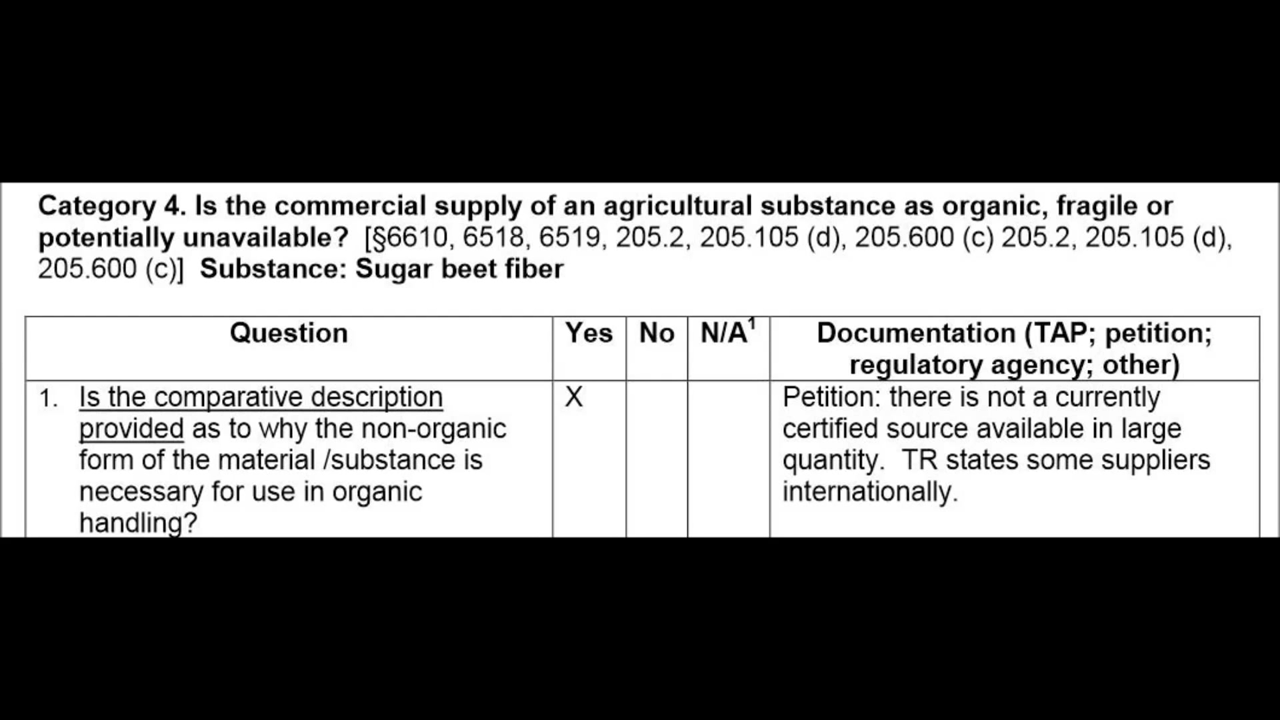 Category 4. Is the commercial supply of an agricultural substance as organic, fragile or
potentially unavailable?  [§6610, 6518, 6519, 205.2, 205.105 (d), 205.600 (c) 205.2, 205.105 (d),
205.600 (c)]  Substance: Sugar beet fiber
Question Yes No N/A¹ Documentation (TAP; petition;
regulatory agency; other)
1. Is the comparative description X Petition: there is not a currently
provided as to why the non-organic certified source available in large
form of the material /substance is quantity.  TR states some suppliers
necessary for use in organic internationally.
handling?